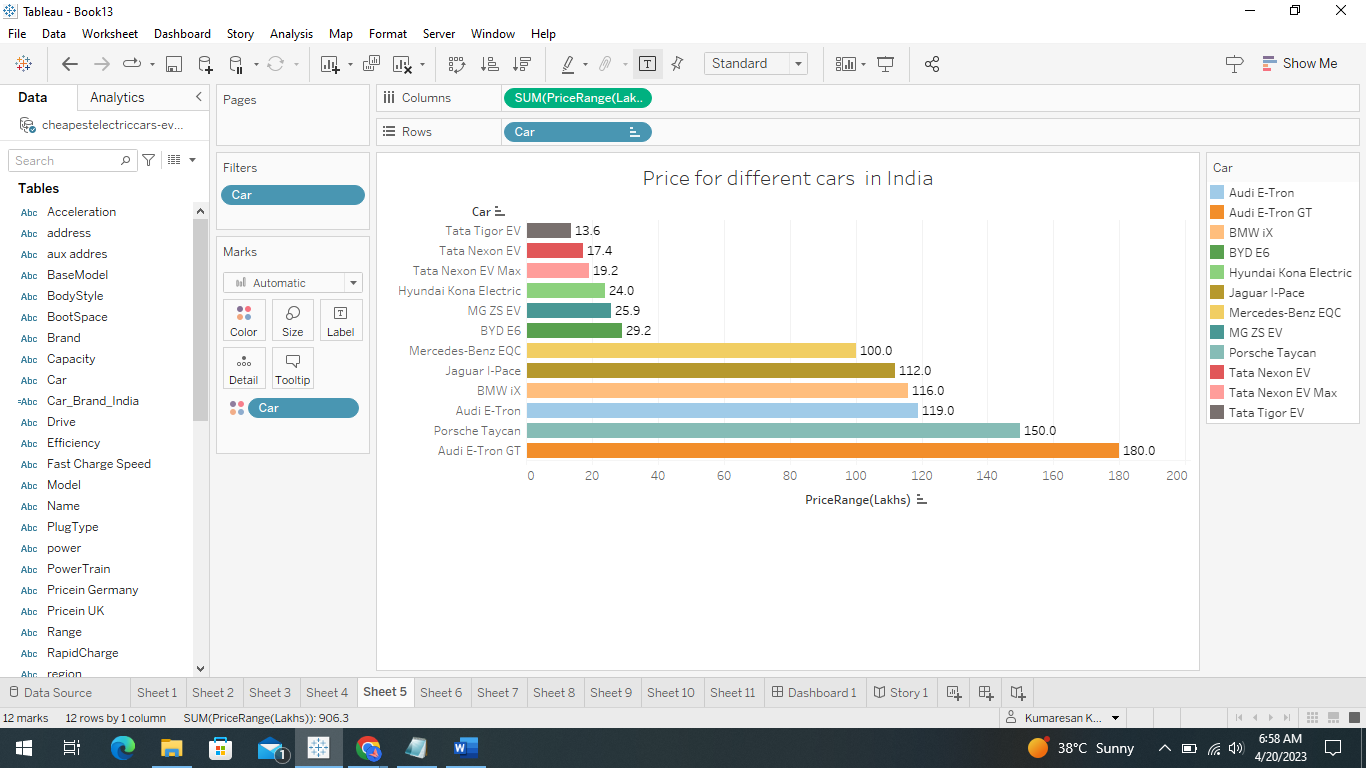 Tableau - Book13
File Data Worksheet Dashboard Story Analysis Map Format Server Window Help
Standard
Show Me
Data Analytics
cheapestelectriccars-ev...
Search
Tables
Abc Acceleration
Abc address
Abc aux addres
Abc BaseModel
Abc BodyStyle
Abc BootSpace
Abc Brand
Abc Capacity
Abc Car
=Abc Car_Brand_India
Abc Drive
Abc Efficiency
Abc Fast Charge Speed
Abc Model
Abc Name
Abc PlugType
Abc power
Abc PowerTrain
Abc Pricein Germany
Abc Pricein UK
Abc Range
Abc RapidCharge
Abc region
Pages
Filters
Car
Marks
Automatic
Color Size Label
Detail Tooltip
Car
Columns SUM(PriceRange(Lak..
Rows Car
Price for different cars in India
Car
Tata Tigor EV 13.6
Tata Nexon EV 17.4
Tata Nexon EV Max 19.2
Hyundai Kona Electric 24.0
MG ZS EV 25.9
BYD E6 29.2
Mercedes-Benz EQC 100.0
Jaguar I-Pace 112.0
BMW iX 116.0
Audi E-Tron 119.0
Porsche Taycan 150.0
Audi E-Tron GT 180.0
0 20 40 60 80 100 120 140 160 180 200
PriceRange(Lakhs)
Car
Audi E-Tron
Audi E-Tron GT
BMW iX
BYD E6
Hyundai Kona Electric
Jaguar I-Pace
Mercedes-Benz EQC
MG ZS EV
Porsche Taycan
Tata Nexon EV
Tata Nexon EV Max
Tata Tigor EV
Data Source Sheet 1 Sheet 2 Sheet 3 Sheet 4 Sheet 5 Sheet 6 Sheet 7 Sheet 8 Sheet 9 Sheet 10 Sheet 11 Dashboard 1 Story 1
12 marks 12 rows by 1 column SUM(PriceRange(Lakhs)): 906.3 Kumaresan K...
1
38°C Sunny
6:58 AM
4/20/2023